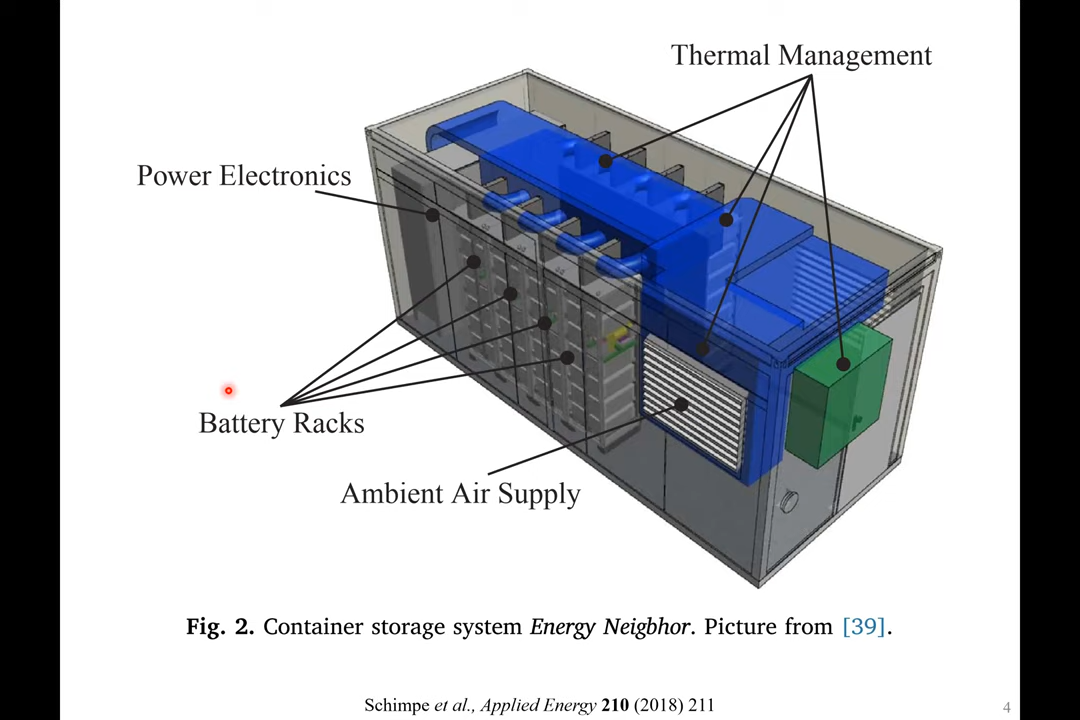 Thermal Management
Power Electronics
Battery Racks
Ambient Air Supply
Fig. 2. Container storage system Energy Neigbhor. Picture from [39].
Schimpe et al., Applied Energy 210 (2018) 211
4